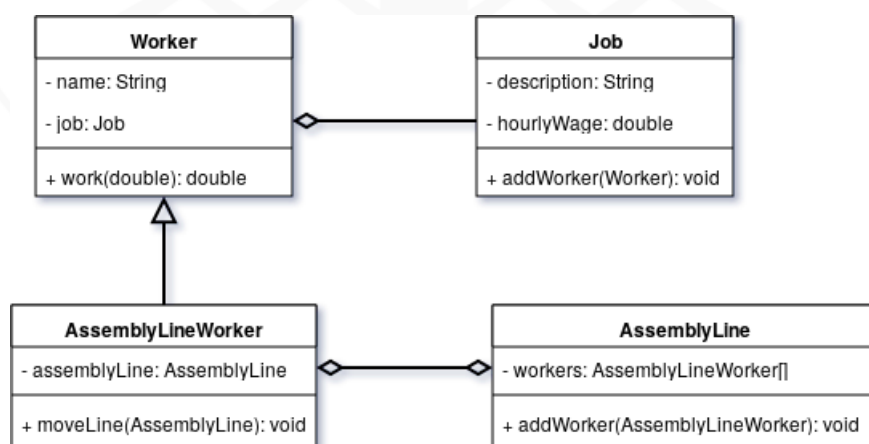 Worker
- name: String
- job: Job
+ work(double): double
Job
- description: String
- hourlyWage: double
+ addWorker(Worker): void
AssemblyLineWorker
- assemblyLine: AssemblyLine
+ moveLine(AssemblyLine): void
AssemblyLine
- workers: AssemblyLineWorker[]
+ addWorker(AssemblyLineWorker): void